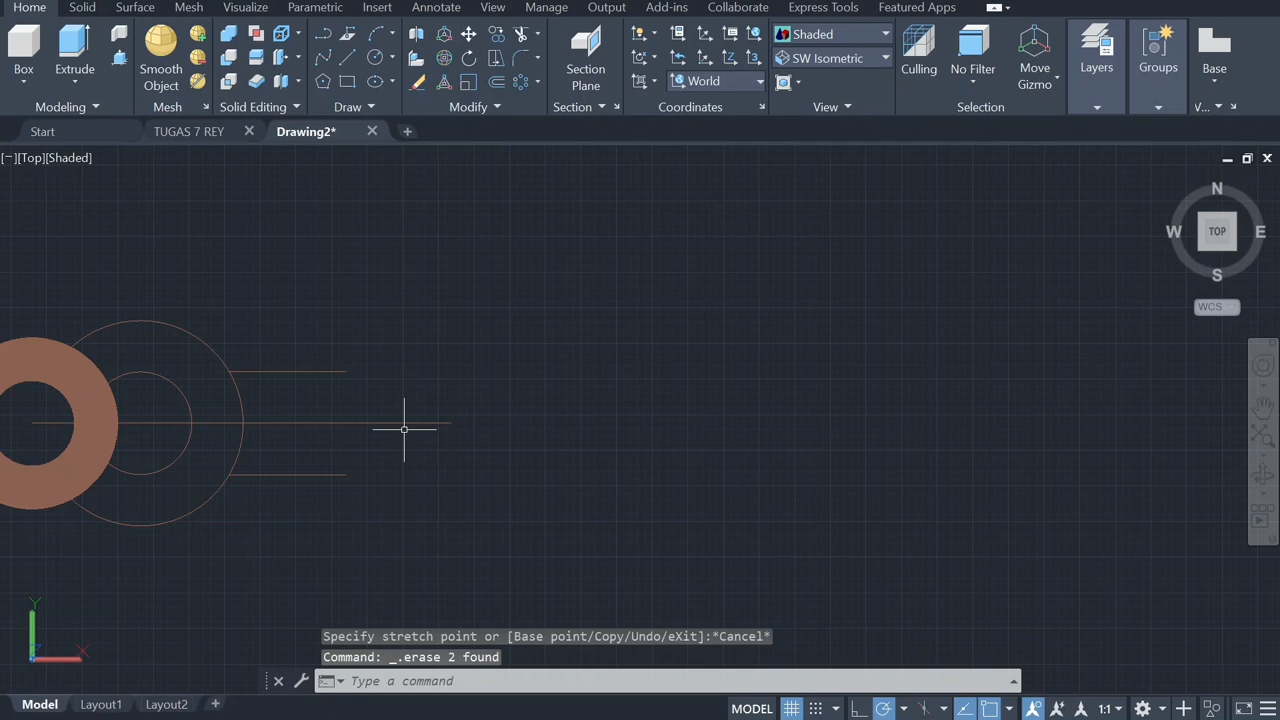 Home Solid Surface Mesh Visualize Parametric Insert Annotate View Manage Output Add-ins Collaborate Express Tools Featured Apps
Box Extrude Smooth Object Section Plane Shaded SW Isometric World Culling No Filter Move Gizmo Layers Groups Base
Modeling Mesh Solid Editing Draw Modify Section Coordinates View Selection V...
Start TUGAS 7 REY Drawing2*
[−][Top][Shaded]
N
W TOP E
S
WCS
Y
X
Specify stretch point or [Base point/Copy/Undo/eXit]:*Cancel*
Command: _.erase 2 found
Type a command
Model Layout1 Layout2 MODEL 1:1